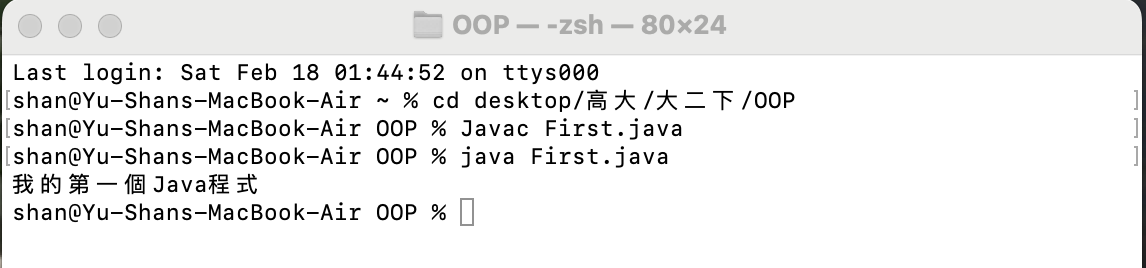 OOP — -zsh — 80×24
Last login: Sat Feb 18 01:44:52 on ttys000
[shan@Yu-Shans-MacBook-Air ~ % cd desktop/高大/大二下/OOP ]
[shan@Yu-Shans-MacBook-Air OOP % Javac First.java ]
[shan@Yu-Shans-MacBook-Air OOP % java First.java ]
我的第一個Java程式
shan@Yu-Shans-MacBook-Air OOP %